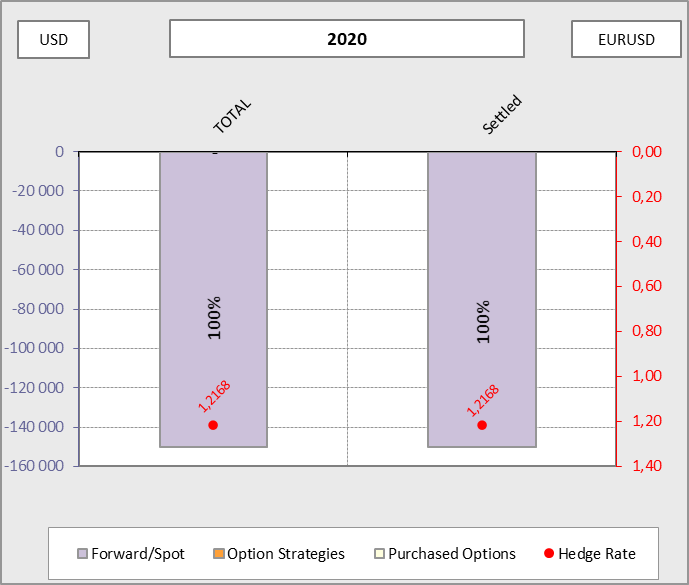 USD
2020
EURUSD
TOTAL
Settled
0
-20 000
-40 000
-60 000
-80 000
-100 000
-120 000
-140 000
-160 000
100%
1,2168
100%
1,2168
0,00
0,20
0,40
0,60
0,80
1,00
1,20
1,40
Forward/Spot
Option Strategies
Purchased Options
Hedge Rate